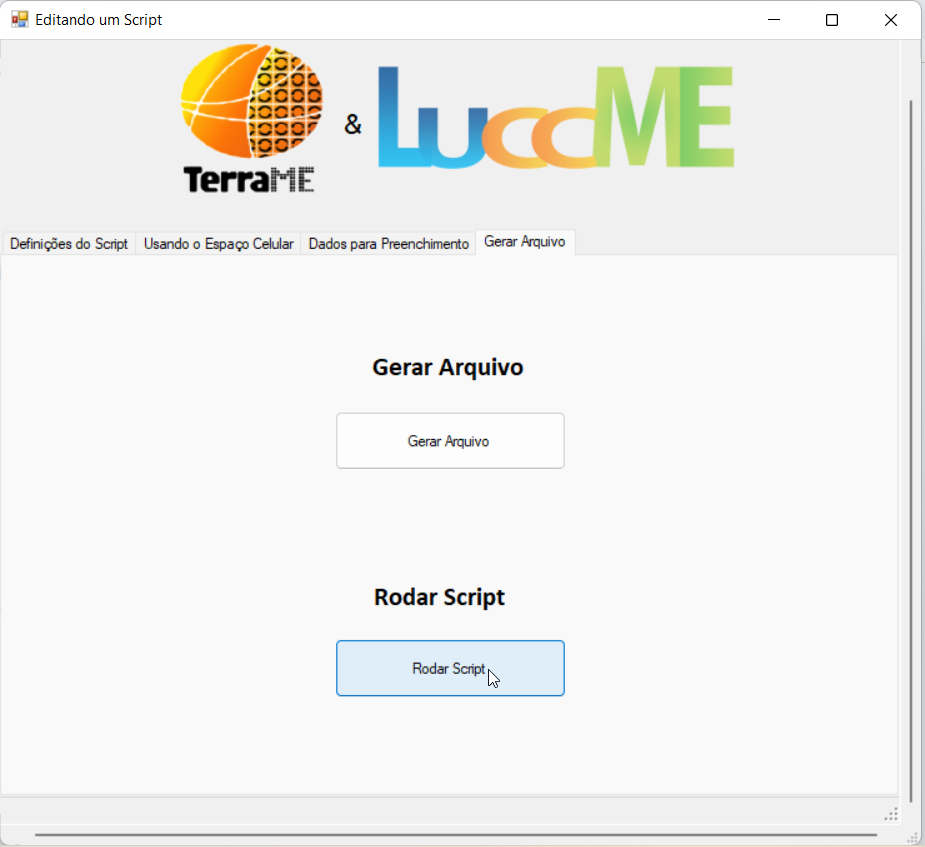 Editando um Script
TerraME & LuccME
Definições do Script Usando o Espaço Celular Dados para Preenchimento Gerar Arquivo
Gerar Arquivo
Gerar Arquivo
Rodar Script
Rodar Script